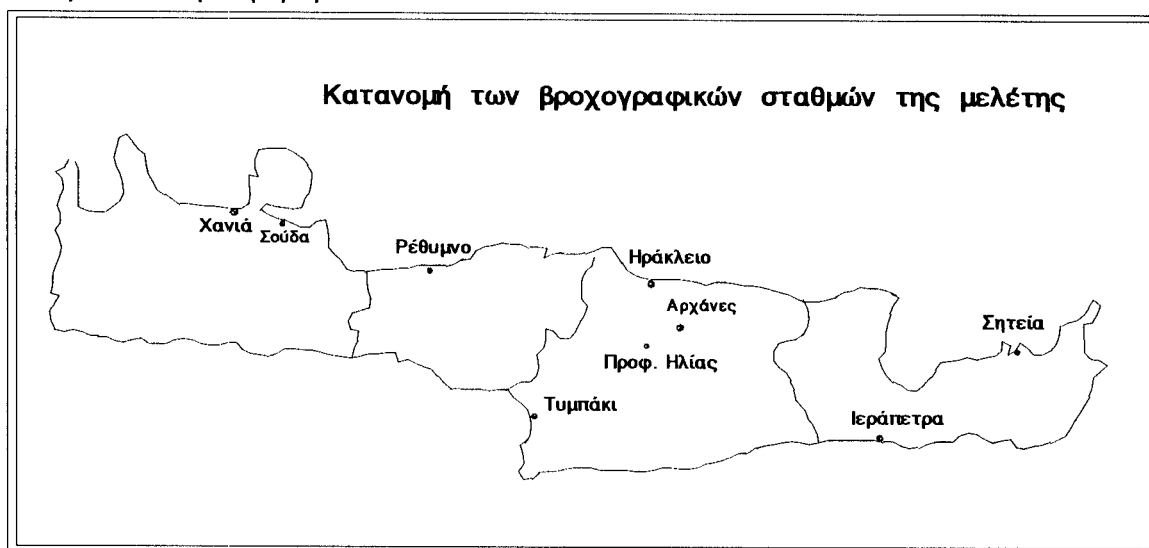 Κατανομή των βροχογραφικών σταθμών της μελέτης
Χανιά
Σούδα
Ρέθυμνο
Ηράκλειο
Αρχάνες
Προφ. Ηλίας
Σητεία
Τυμπάκι
Ιεράπετρα